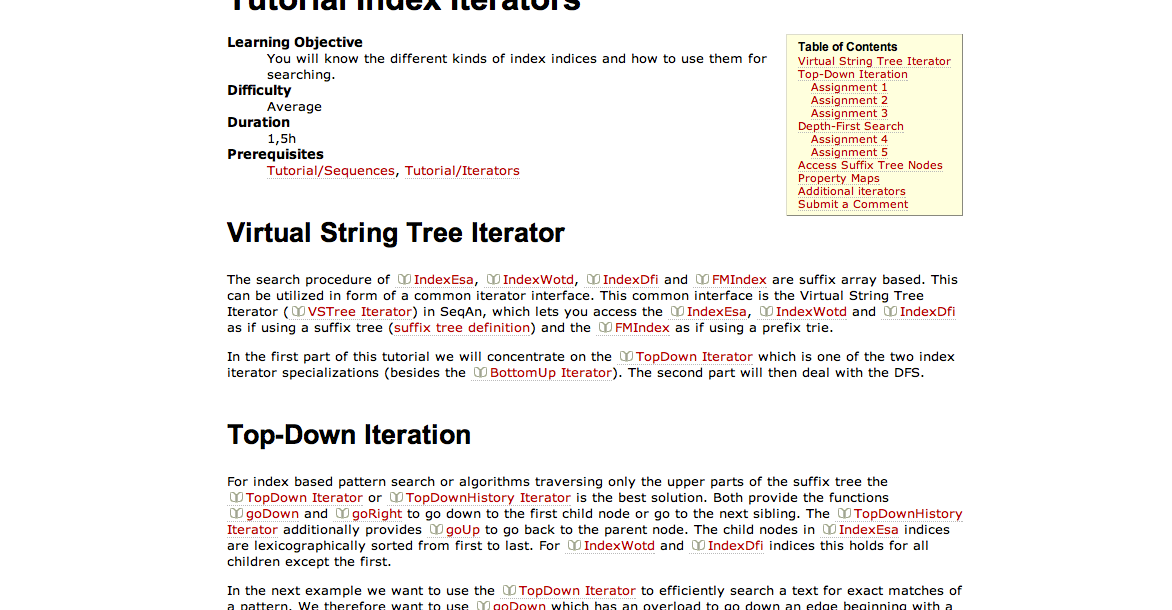 Tutorial Index Iterators
Learning Objective
You will know the different kinds of index indices and how to use them for
searching.
Difficulty
Average
Duration
1,5h
Prerequisites
Tutorial/Sequences, Tutorial/Iterators
Table of Contents
Virtual String Tree Iterator
Top-Down Iteration
Assignment 1
Assignment 2
Assignment 3
Depth-First Search
Assignment 4
Assignment 5
Access Suffix Tree Nodes
Property Maps
Additional iterators
Submit a Comment
Virtual String Tree Iterator
The search procedure of IndexEsa, IndexWotd, IndexDfi and FMIndex are suffix array based. This
can be utilized in form of a common iterator interface. This common interface is the Virtual String Tree
Iterator (VSTree Iterator) in SeqAn, which lets you access the IndexEsa, IndexWotd and IndexDfi
as if using a suffix tree (suffix tree definition) and the FMIndex as if using a prefix trie.
In the first part of this tutorial we will concentrate on the TopDown Iterator which is one of the two index
iterator specializations (besides the BottomUp Iterator). The second part will then deal with the DFS.
Top-Down Iteration
For index based pattern search or algorithms traversing only the upper parts of the suffix tree the
TopDown Iterator or TopDownHistory Iterator is the best solution. Both provide the functions
goDown and goRight to go down to the first child node or go to the next sibling. The TopDownHistory
Iterator additionally provides goUp to go back to the parent node. The child nodes in IndexEsa indices
are lexicographically sorted from first to last. For IndexWotd and IndexDfi indices this holds for all
children except the first.
In the next example we want to use the TopDown Iterator to efficiently search a text for exact matches of
a pattern. We therefore want to use goDown which has an overload to go down an edge beginning with a